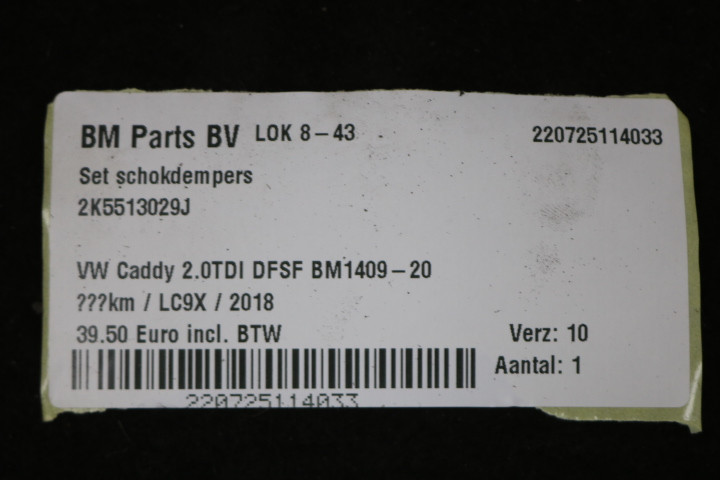 BM Parts BV LOK 8-43 220725114033
Set schokdempers
2K5513029J
VW Caddy 2.0TDI DFSF BM1409-20
???km / LC9X / 2018
39.50 Euro incl. BTW Verz: 10
Aantal: 1
220725114033